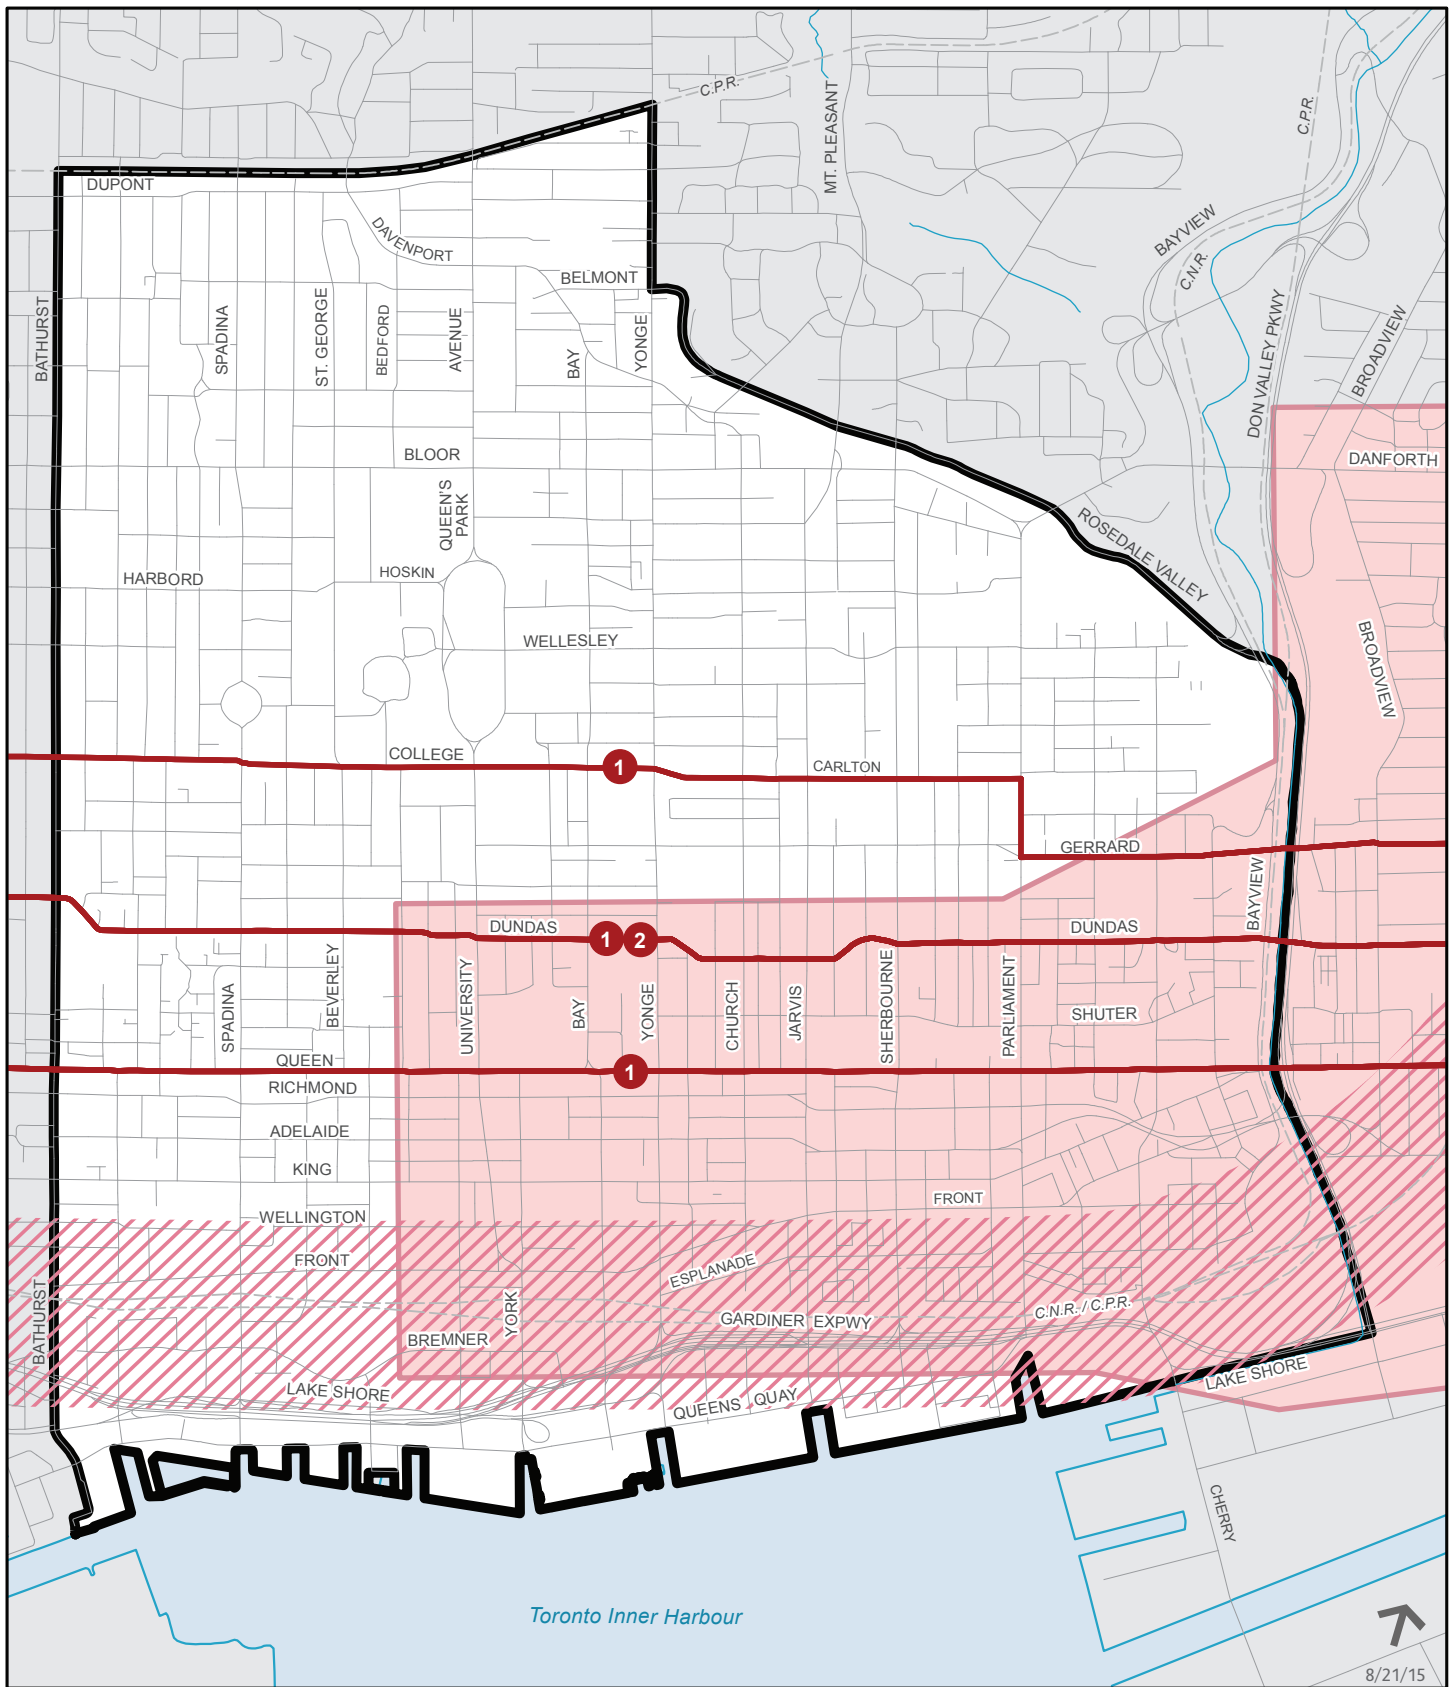 C.P.R.
MT. PLEASANT
C.P.R.
DUPONT
DAVENPORT
BAYVIEW
C.N.R.
BELMONT
BATHURST
SPADINA
ST. GEORGE
BEDFORD
AVENUE
BAY
YONGE
DON VALLEY PKWY
BROADVIEW
BLOOR
DANFORTH
QUEEN'S
PARK
ROSEDALE VALLEY
HARBORD
HOSKIN
WELLESLEY
BROADVIEW
COLLEGE
1
CARLTON
GERRARD
BAYVIEW
DUNDAS
1
2
DUNDAS
BEVERLEY
SPADINA
UNIVERSITY
BAY
YONGE
CHURCH
JARVIS
SHERBOURNE
PARLIAMENT
SHUTER
QUEEN
1
RICHMOND
ADELAIDE
KING
FRONT
WELLINGTON
FRONT
ESPLANADE
BATHURST
YORK
C.N.R. / C.P.R.
GARDINER EXPWY
BREMNER
LAKE SHORE
LAKE SHORE
QUEENS QUAY
CHERRY
Toronto Inner Harbour
8/21/15